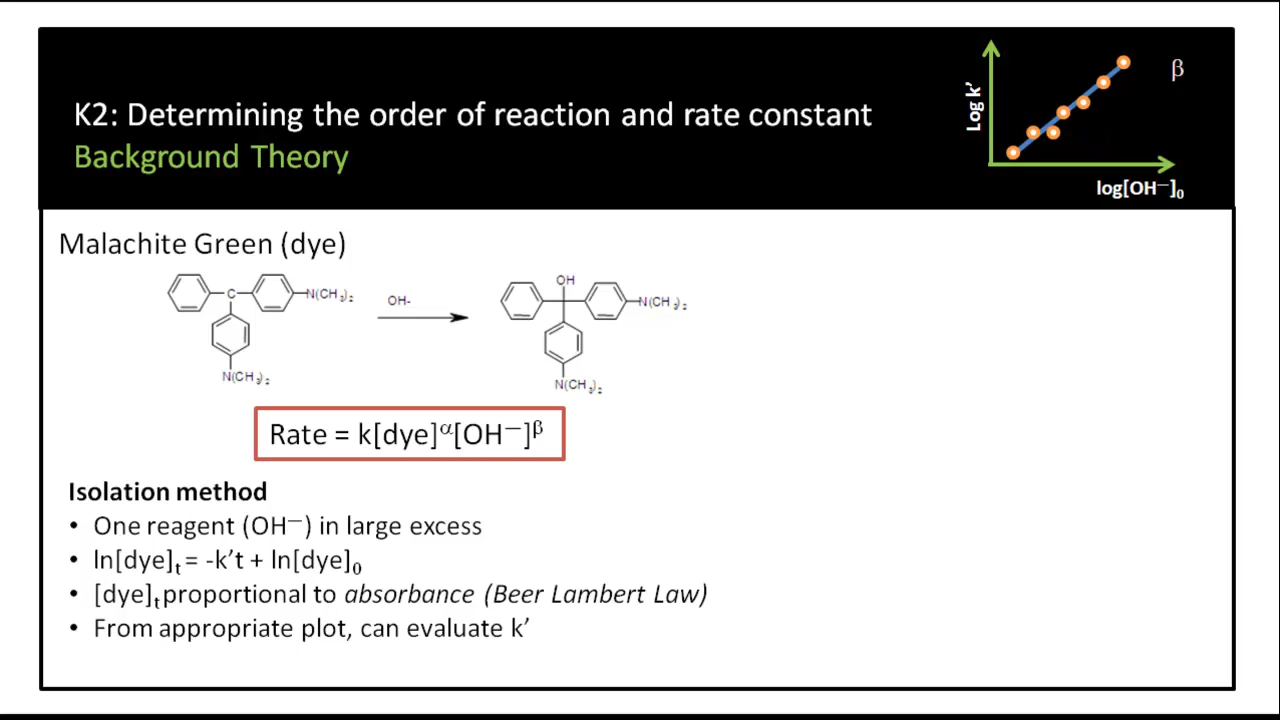 K2: Determining the order of reaction and rate constant
Background Theory
Log k’
β
log[OH⁻]₀
Malachite Green (dye)
C
N(CH₃)₂
N(CH₃)₂
OH-
OH
N(CH₃)₂
N(CH₃)₂
Rate = k[dye]ᵅ[OH⁻]ᵝ
Isolation method
• One reagent (OH⁻) in large excess
• ln[dye]ₜ = -k’t + ln[dye]₀
• [dye]ₜ proportional to absorbance (Beer Lambert Law)
• From appropriate plot, can evaluate k’